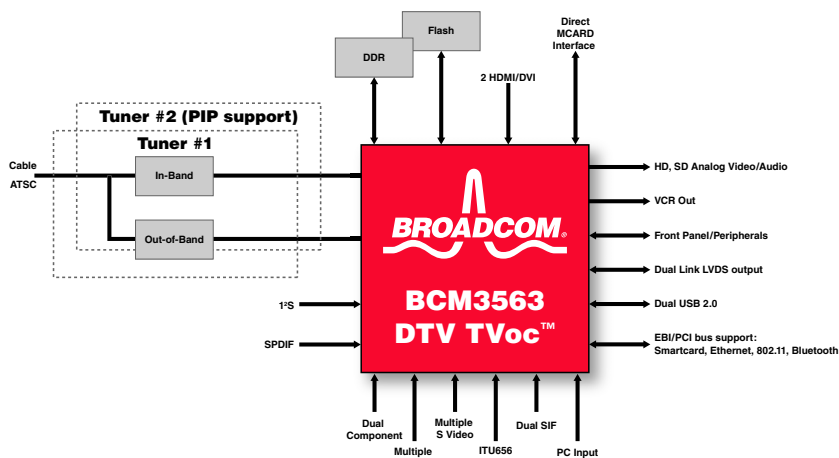 Flash
Direct
MCARD
Interface
DDR
2 HDMI/DVI
Tuner #2 (PIP support)
Tuner #1
Cable
ATSC
In-Band
Out-of-Band
HD, SD Analog Video/Audio
VCR Out
Front Panel/Peripherals
Dual Link LVDS output
Dual USB 2.0
EBI/PCI bus support:
Smartcard, Ethernet, 802.11, Bluetooth
BROADCOM®
BCM3563
DTV TVoc™
1²S
SPDIF
Dual
Component
Multiple
Multiple
S Video
ITU656
Dual SIF
PC Input